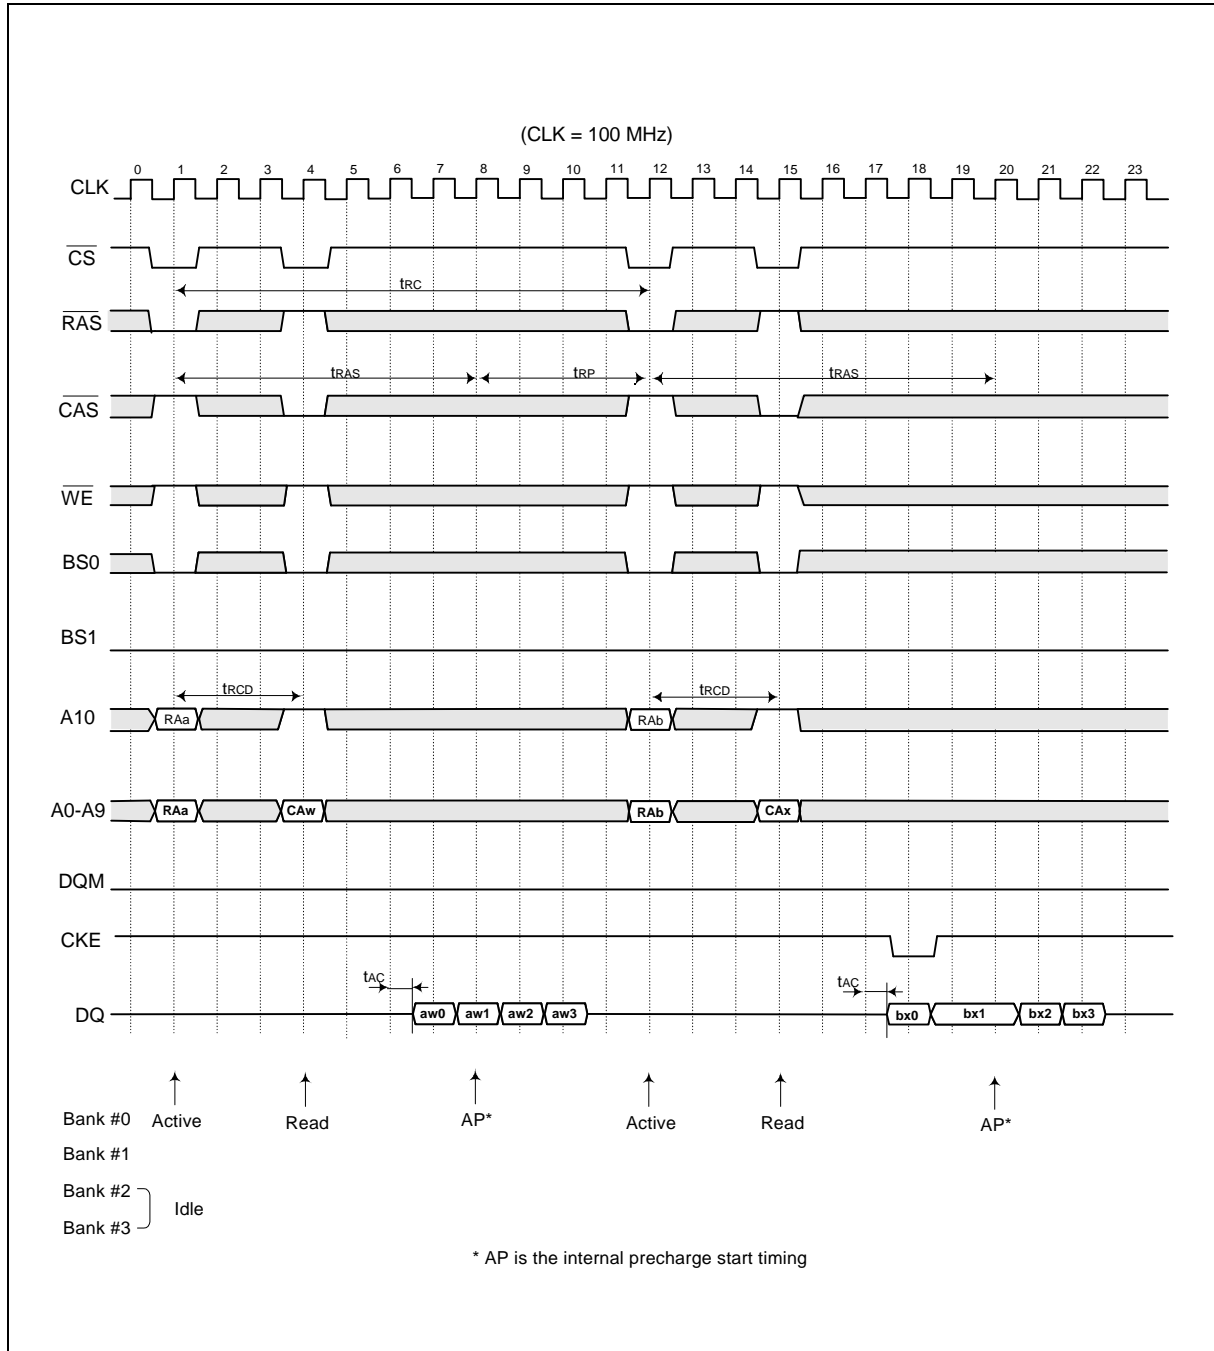 (CLK = 100 MHz)
0 1 2 3 4 5 6 7 8 9 10 11 12 13 14 15 16 17 18 19 20 21 22 23
CLK
CS
tRC
RAS
tRAS tRP tRAS
CAS
WE
BS0
BS1
tRCD tRCD
A10 RAa RAb
A0-A9 RAa CAw RAb CAx
DQM
CKE
tAC tAC
DQ aw0 aw1 aw2 aw3 bx0 bx1 bx2 bx3
Bank #0 Active Read AP* Active Read AP*
Bank #1
Bank #2
Idle
Bank #3
* AP is the internal precharge start timing